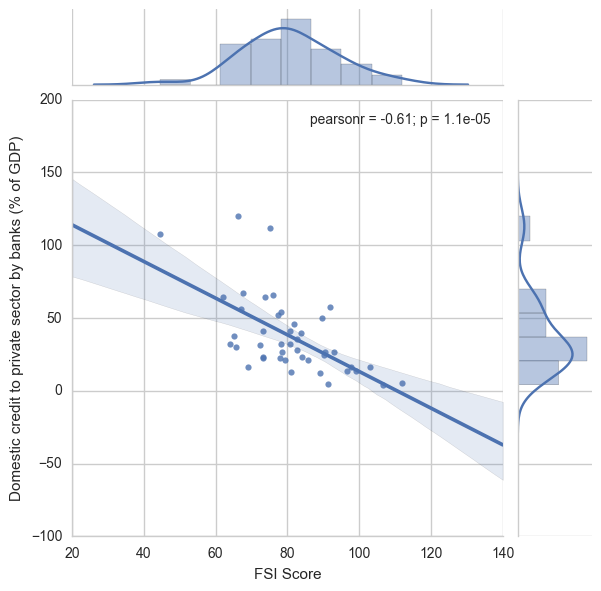 200
pearsonr = -0.61; p = 1.1e-05
150
100
50
0
−50
−100
Domestic credit to private sector by banks (% of GDP)
20 40 60 80 100 120 140
FSI Score